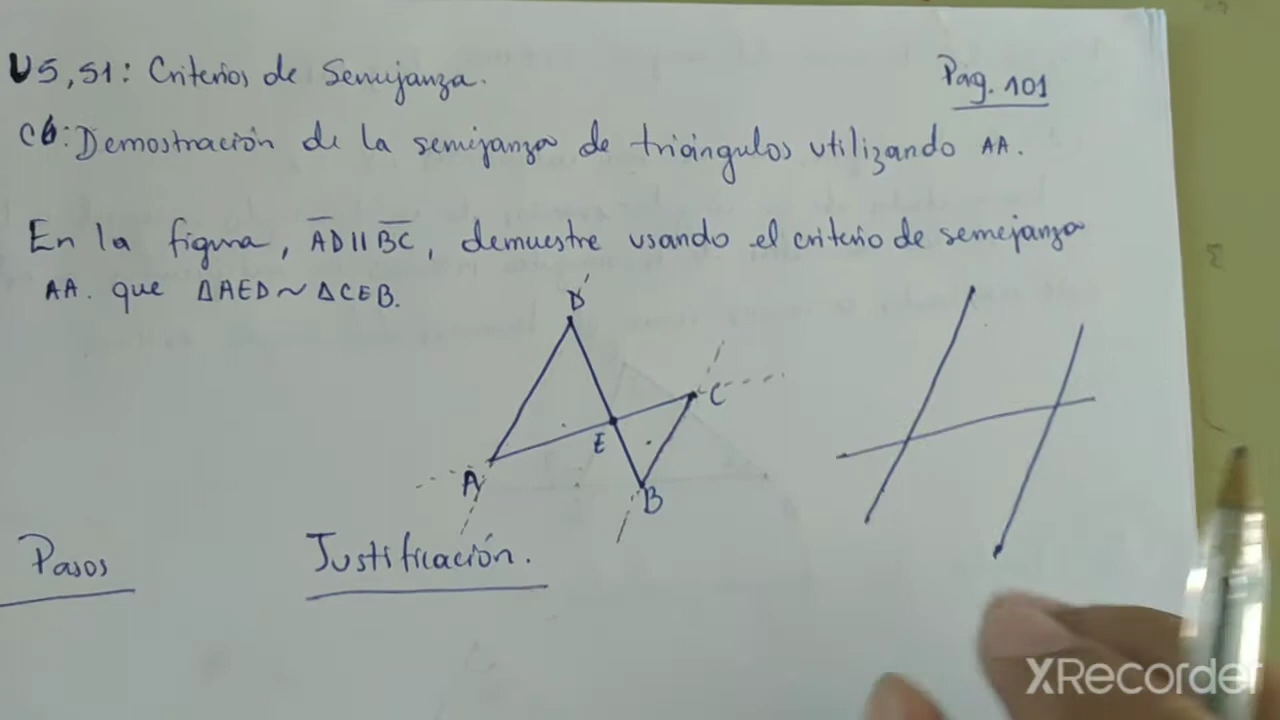 U5, S1: Criterios de Semejanza.
Pág. 101
C6: Demostración de la semejanza de triángulos utilizando AA.
En la figura, AD || BC, demuestre usando el criterio de semejanza
AA. que ΔAED ~ ΔCEB.
D
C
E
A
B
Pasos
Justificación.
XRecorder